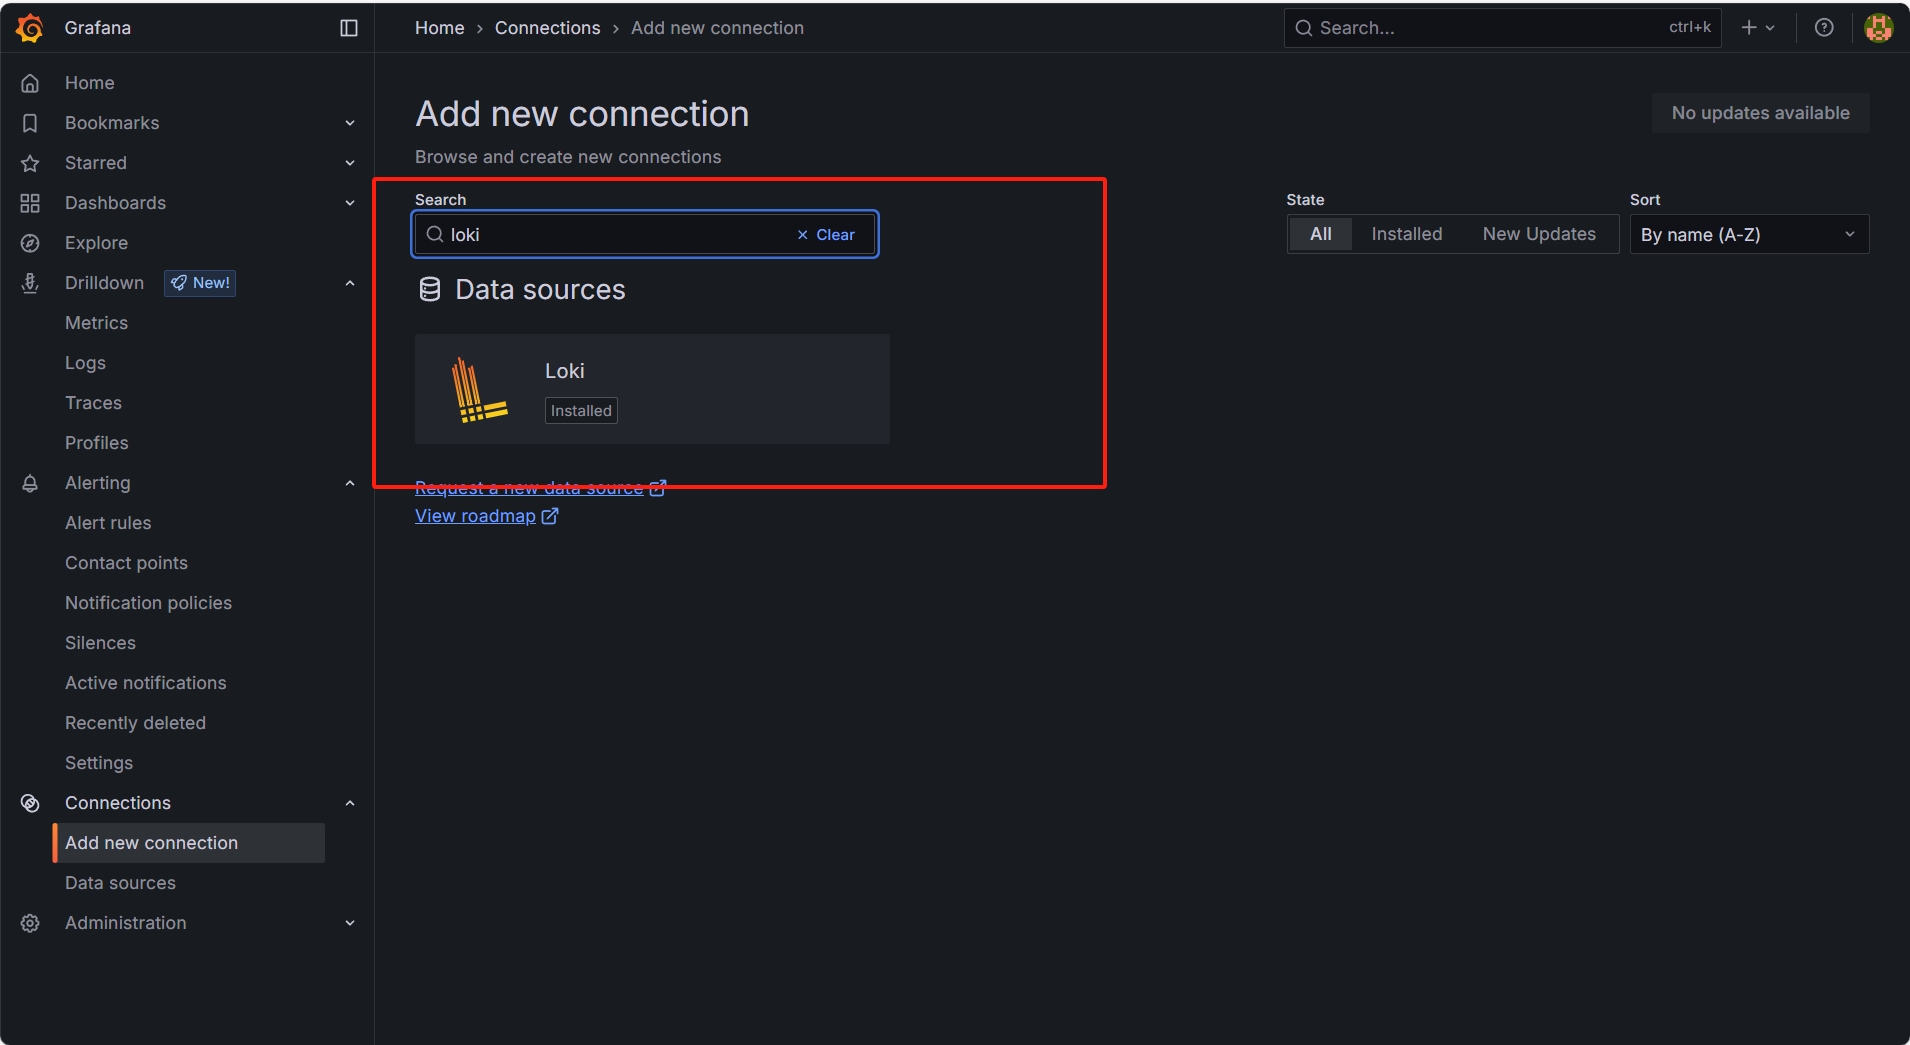 Grafana
Home › Connections › Add new connection
Search... ctrl+k
Home
Bookmarks
Starred
Dashboards
Explore
Drilldown New!
Metrics
Logs
Traces
Profiles
Alerting
Alert rules
Contact points
Notification policies
Silences
Active notifications
Recently deleted
Settings
Connections
Add new connection
Data sources
Administration
Add new connection
No updates available
Browse and create new connections
Search
loki Clear
State
All Installed New Updates
Sort
By name (A-Z)
Data sources
Loki
Installed
Request a new data source
View roadmap